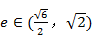 e ∈ (√6/2 , √2)